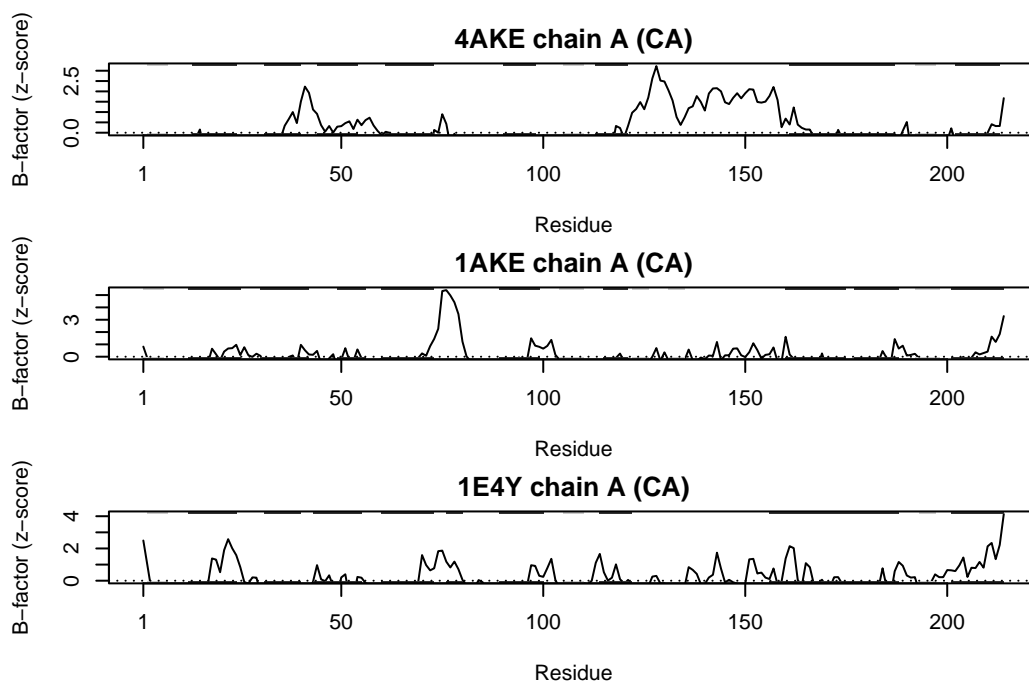 4AKE chain A (CA)
B−factor (z−score)
0.0 2.5
1 50 100 150 200
Residue
1AKE chain A (CA)
B−factor (z−score)
0 3
1 50 100 150 200
Residue
1E4Y chain A (CA)
B−factor (z−score)
0 2 4
1 50 100 150 200
Residue